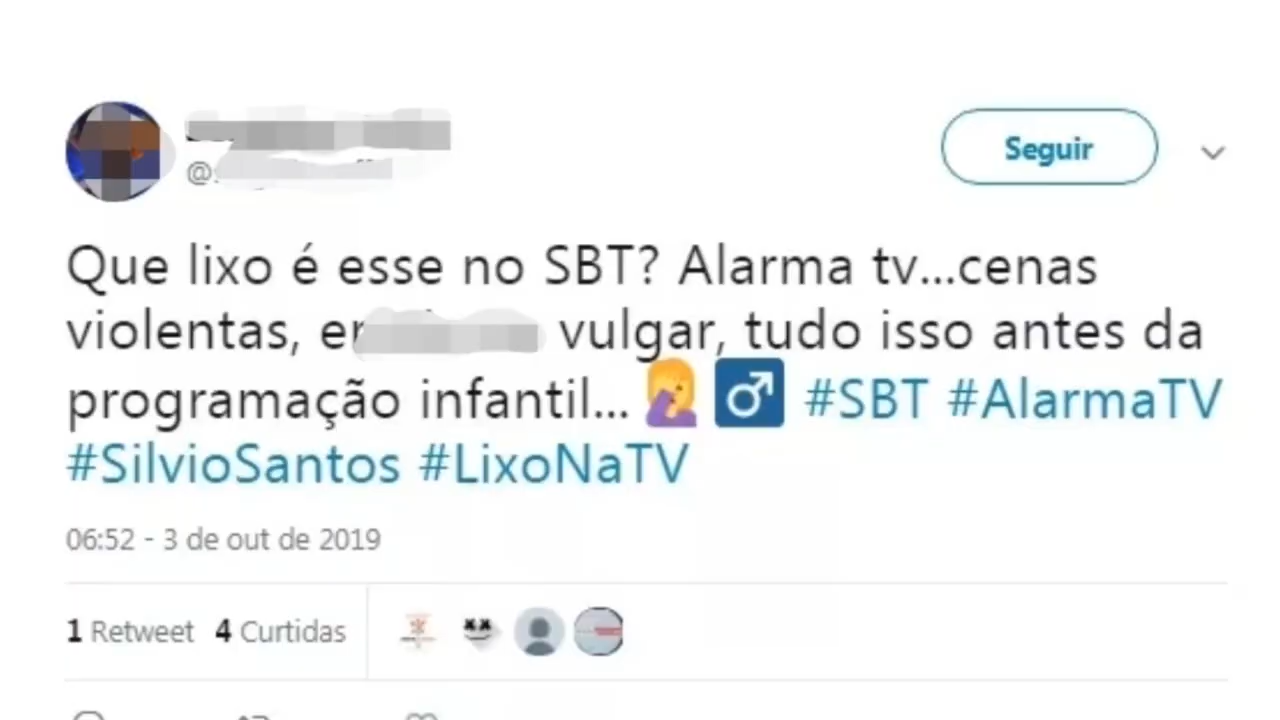 @
Seguir
Que lixo é esse no SBT? Alarma tv...cenas
violentas, vulgar, tudo isso antes da
programação infantil... #SBT #AlarmaTV
#SilvioSantos #LixoNaTV
06:52 - 3 de out de 2019
1 Retweet 4 Curtidas